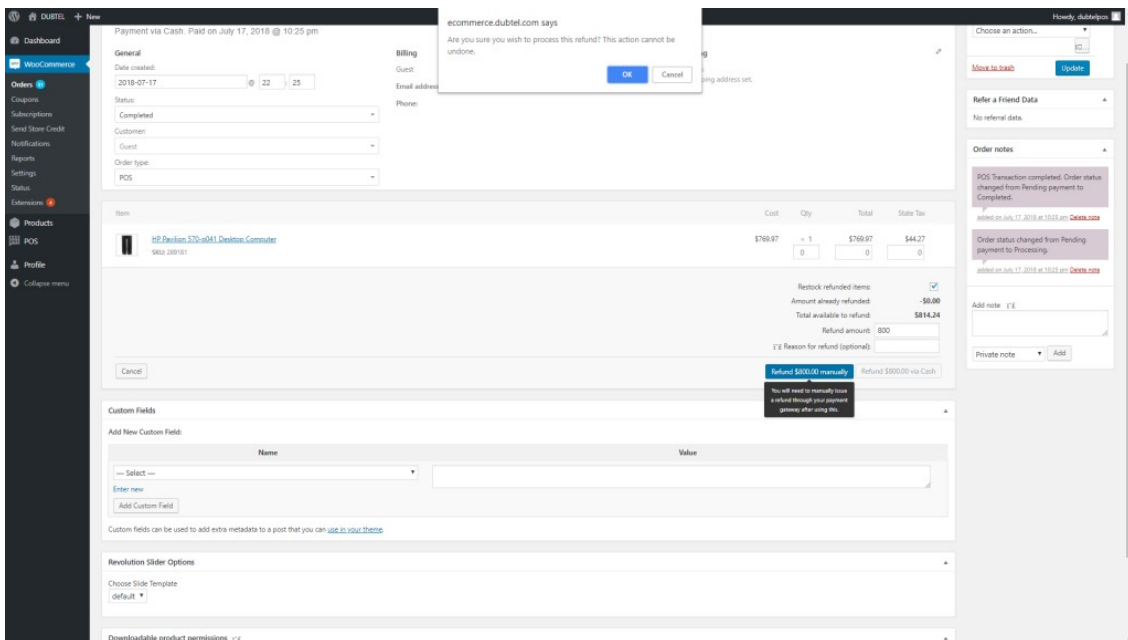 DUBTEL + New
Howdy, dubtelpos
Dashboard
WooCommerce
Orders
Coupons
Subscriptions
Send Store Credit
Notifications
Reports
Settings
Status
Extensions
Products
POS
Profile
Collapse menu
ecommerce.dubtel.com says
Are you sure you wish to process this refund? This action cannot be
undone.
OK Cancel
Payment via Cash. Paid on July 17, 2018 @ 10:25 pm
General
Date created:
2018-07-17 @ 22 : 25
Status:
Completed
Customer:
Guest
Order type:
POS
Billing
Guest
Email address
Phone:
address set.
Item Cost Qty Total State Tax
HP Pavilion 570-p041 Desktop Computer $769.97 × 1 $769.97 $44.27
SKU: 289101 0 0 0
Restock refunded items:
Amount already refunded: -$0.00
Total available to refund: $814.24
Refund amount: 800
Reason for refund (optional):
Cancel Refund $800.00 manually Refund $800.00 via Cash
You will need to manually issue
a refund through your payment
gateway after using this.
Custom Fields
Add New Custom Field:
Name Value
— Select —
Enter new
Add Custom Field
Custom fields can be used to add extra metadata to a post that you can use in your theme.
Revolution Slider Options
Choose Slide Template
default
Downloadable product permissions
Choose an action...
Move to trash Update
Refer a Friend Data
No referral data.
Order notes
POS Transaction completed. Order status
changed from Pending payment to
Completed.
added on July 17, 2018 at 10:25 pm Delete note
Order status changed from Pending
payment to Processing.
added on July 17, 2018 at 10:25 pm Delete note
Add note
Private note Add